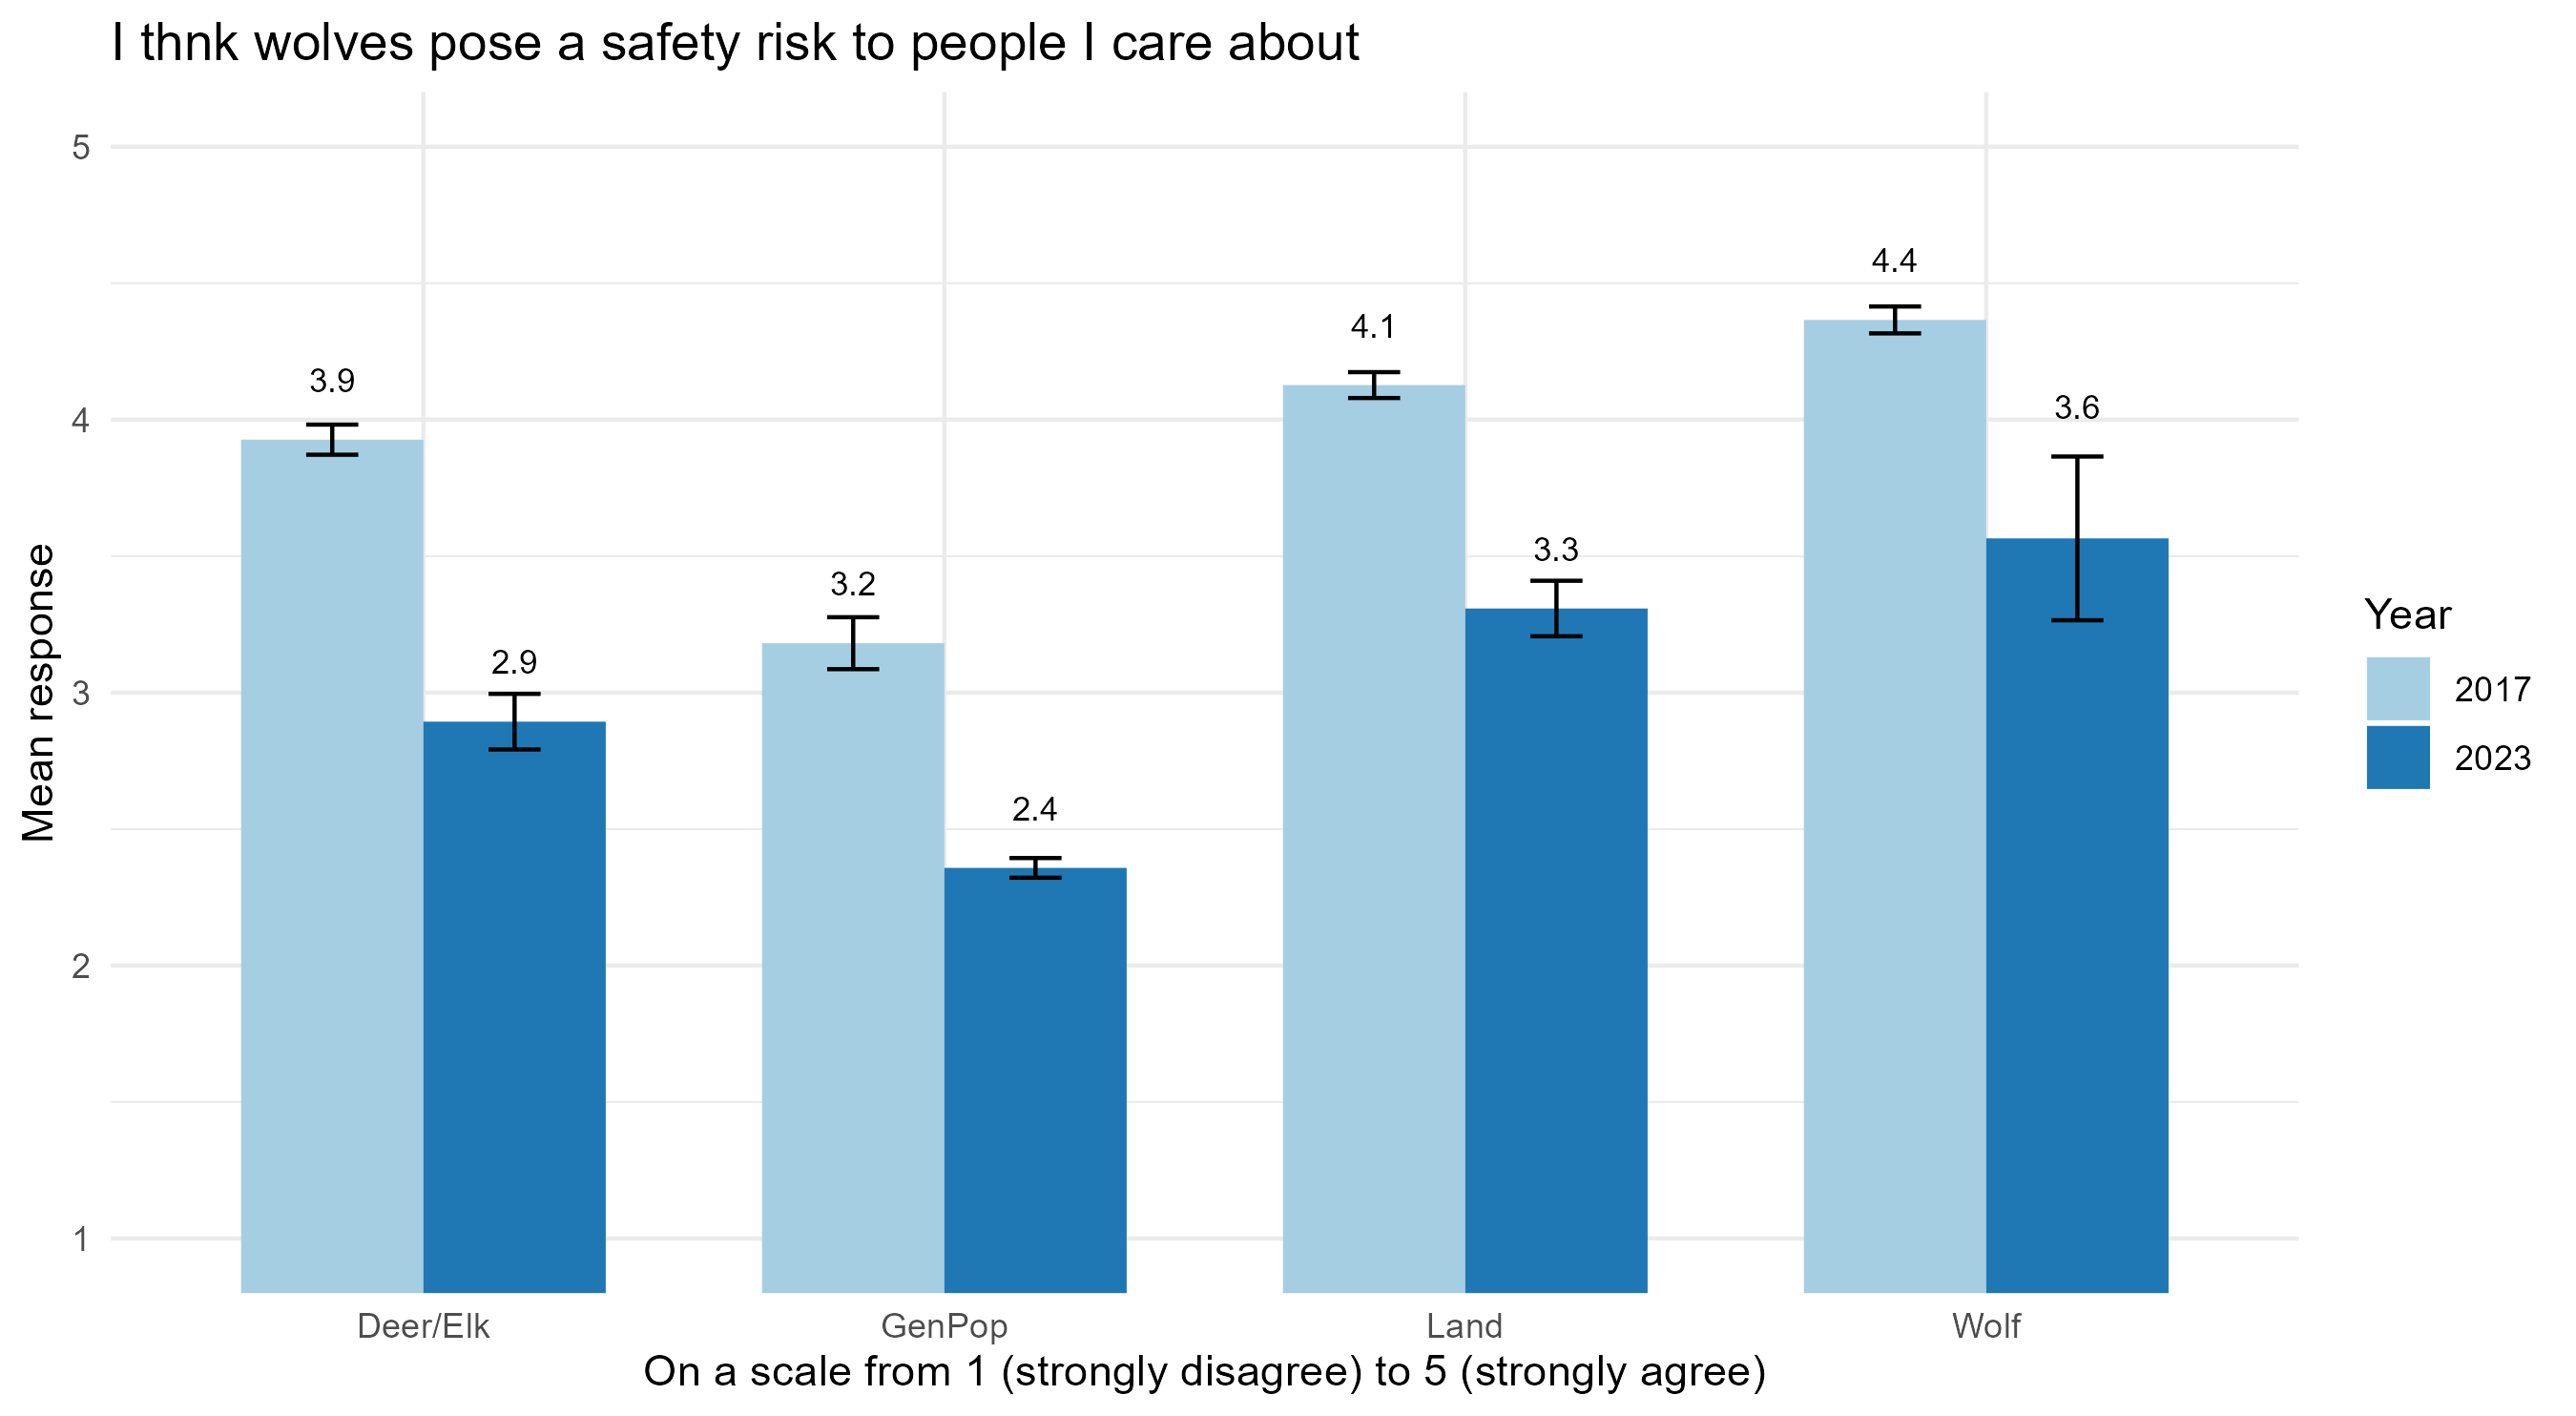 I thnk wolves pose a safety risk to people I care about
5
4
3
2
1
Mean response
3.9
2.9
3.2
2.4
4.1
3.3
4.4
3.6
Deer/Elk
GenPop
Land
Wolf
On a scale from 1 (strongly disagree) to 5 (strongly agree)
Year
2017
2023